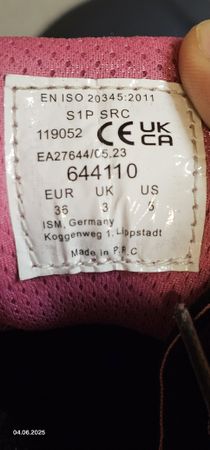 EN ISO 20345:2011
S1P SRC
119052 CE UK CA
EA27644/05.23
644110
EUR UK US
36 3 5
ISM, Germany
Koggenweg 1, Lippstadt
Made in P.R.C
04.06.2025